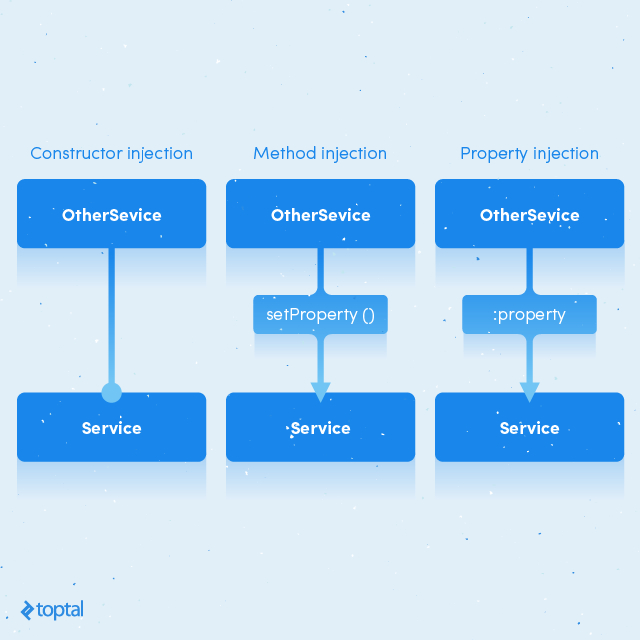 Constructor injection
Method injection
Property injection
OtherSevice
OtherSevice
OtherSevice
setProperty ()
:property
Service
Service
Service
toptal